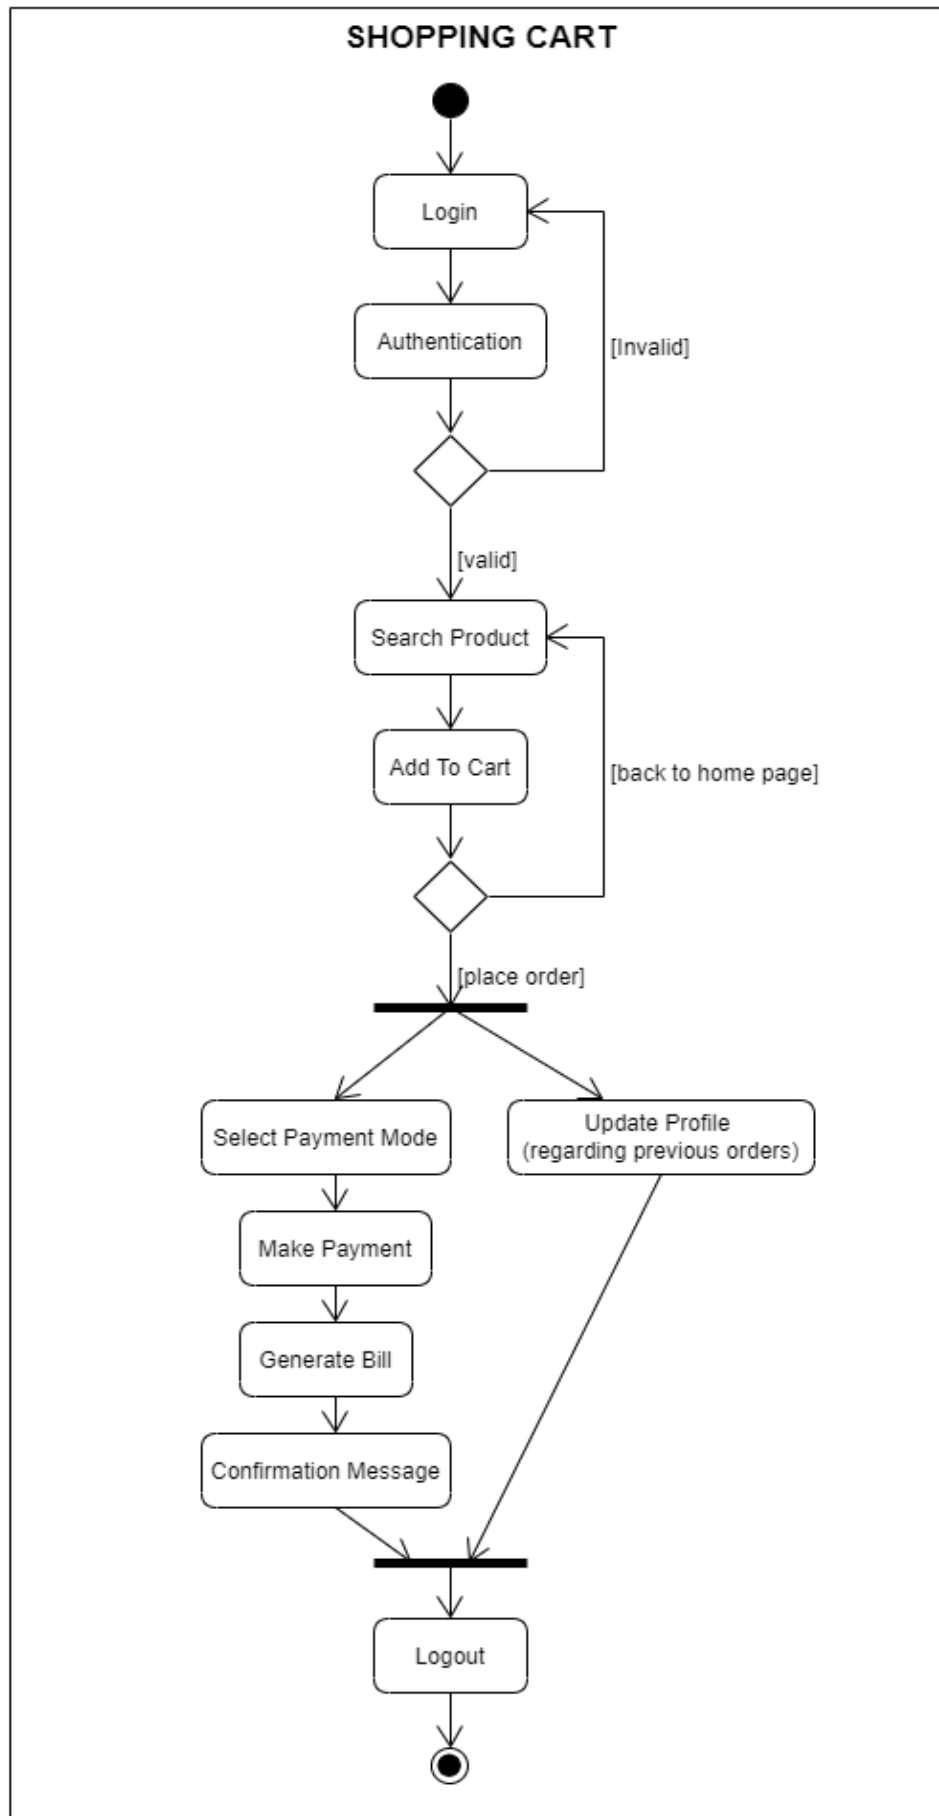 SHOPPING CART
Login
Authentication
[Invalid]
[valid]
Search Product
Add To Cart
[back to home page]
[place order]
Select Payment Mode
Update Profile
(regarding previous orders)
Make Payment
Generate Bill
Confirmation Message
Logout